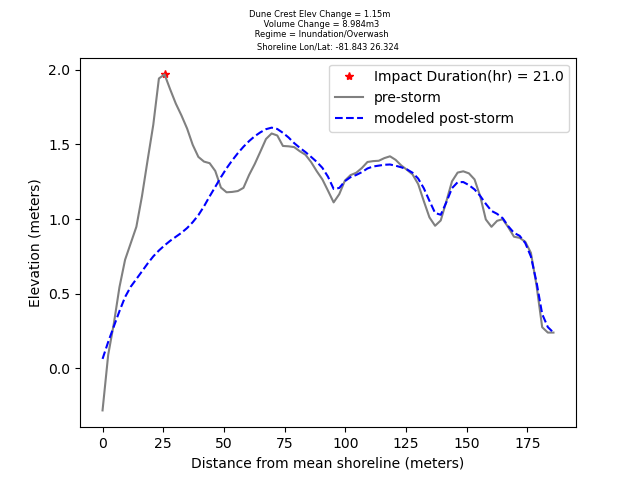 Dune Crest Elev Change = 1.15m
Volume Change = 8.984m3
Regime = Inundation/Overwash
Shoreline Lon/Lat: -81.843 26.324
Impact Duration(hr) = 21.0
pre-storm
modeled post-storm
Elevation (meters)
2.0
1.5
1.0
0.5
0.0
0 25 50 75 100 125 150 175
Distance from mean shoreline (meters)